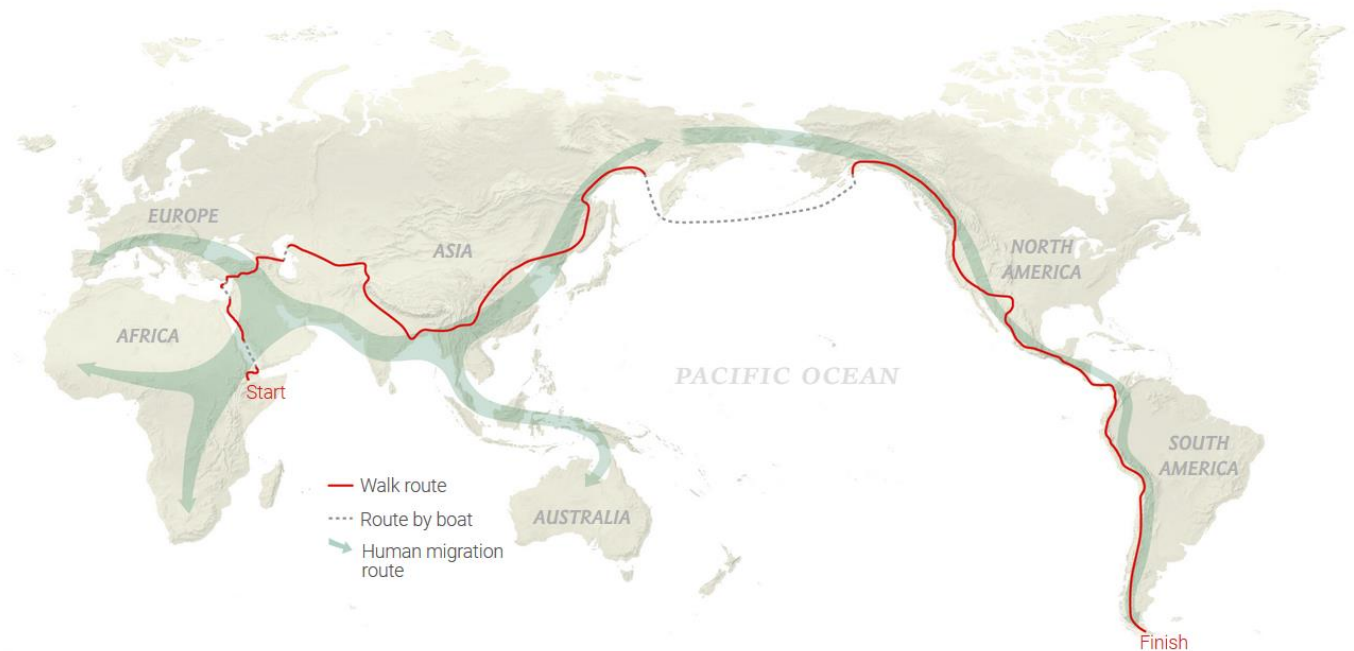 EUROPE
ASIA
NORTH
AMERICA
AFRICA
PACIFIC OCEAN
Start
SOUTH
AMERICA
Walk route
Route by boat
AUSTRALIA
Human migration
route
Finish